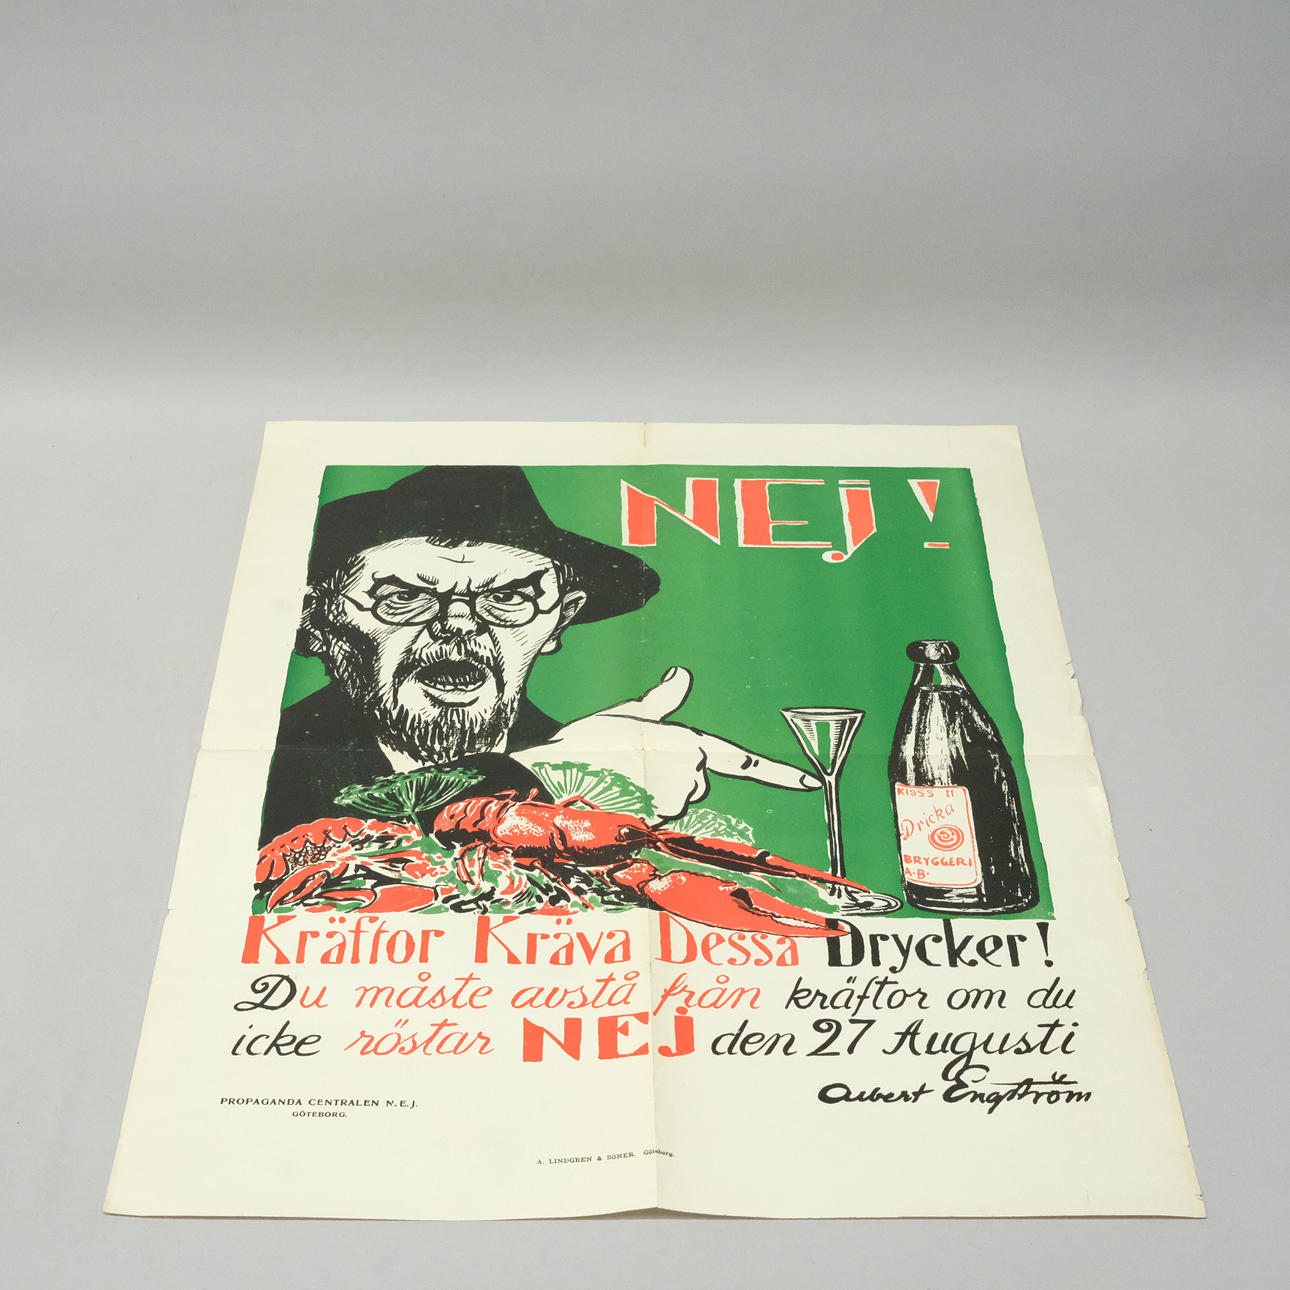 NEj!
Klass II
Dricka
BRYGGERI
A.B.
Kräftor Kräva Dessa Drycker!
Du måste avstå från kräftor om du
icke röstar NEj den 27 Augusti
Albert Engström
PROPAGANDA CENTRALEN N.E.J.
GÖTEBORG.
A. LINDGREN & SÖNER. Göteborg.